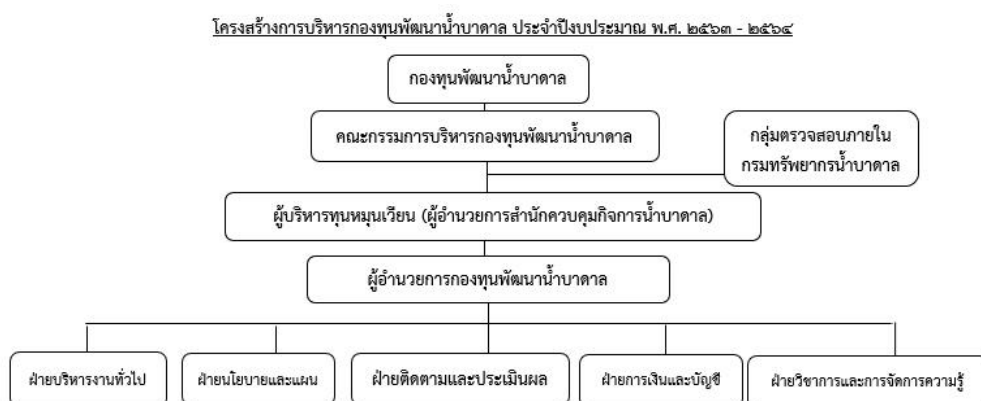 โครงสร้างการบริหารกองทุนพัฒนาน้ำบาดาล ประจำปีงบประมาณ พ.ศ. ๒๕๖๓ - ๒๕๖๔
กองทุนพัฒนาน้ำบาดาล
คณะกรรมการบริหารกองทุนพัฒนาน้ำบาดาล
กลุ่มตรวจสอบภายใน
กรมทรัพยากรน้ำบาดาล
ผู้บริหารทุนหมุนเวียน (ผู้อำนวยการสำนักควบคุมกิจการน้ำบาดาล)
ผู้อำนวยการกองทุนพัฒนาน้ำบาดาล
ฝ่ายบริหารงานทั่วไป
ฝ่ายนโยบายและแผน
ฝ่ายติดตามและประเมินผล
ฝ่ายการเงินและบัญชี
ฝ่ายวิชาการและการจัดการความรู้